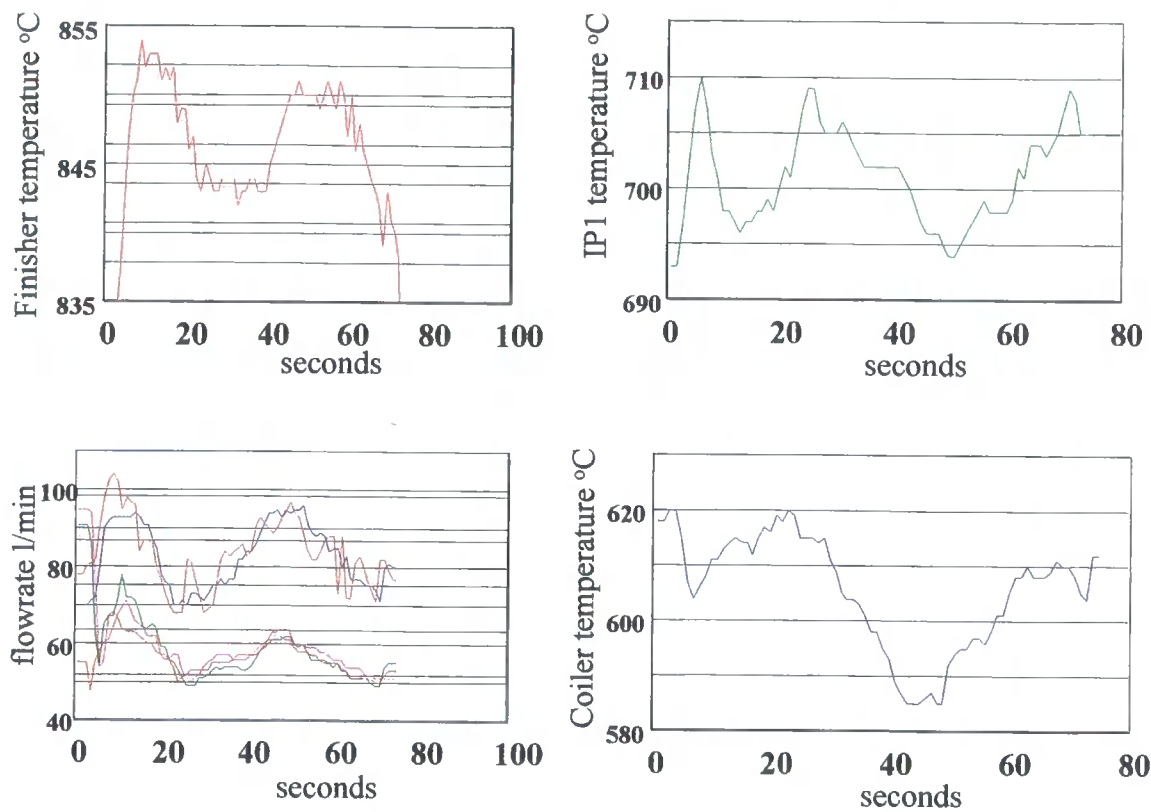 Finisher temperature °C
855
845
835
0 20 40 60 80 100
seconds
IP1 temperature °C
710
700
690
0 20 40 60 80
seconds
flowrate l/min
100
80
60
40
0 20 40 60 80 100
seconds
Coiler temperature °C
620
600
580
0 20 40 60 80
seconds